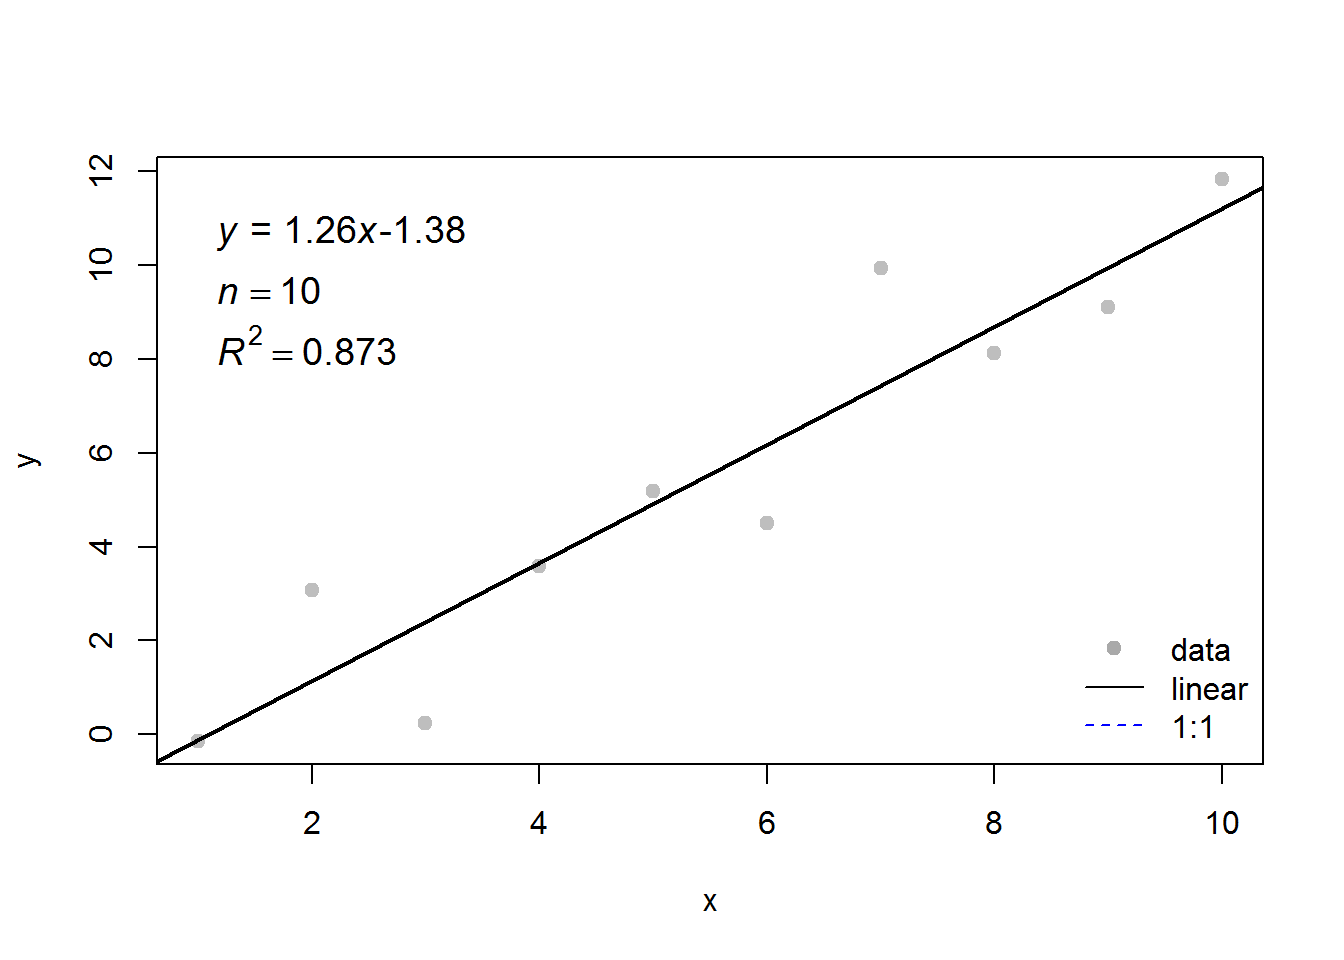 y = 1.26x-1.38
n = 10
R² = 0.873
12
10
8
6
4
2
0
y
data
linear
1:1
2 4 6 8 10
x